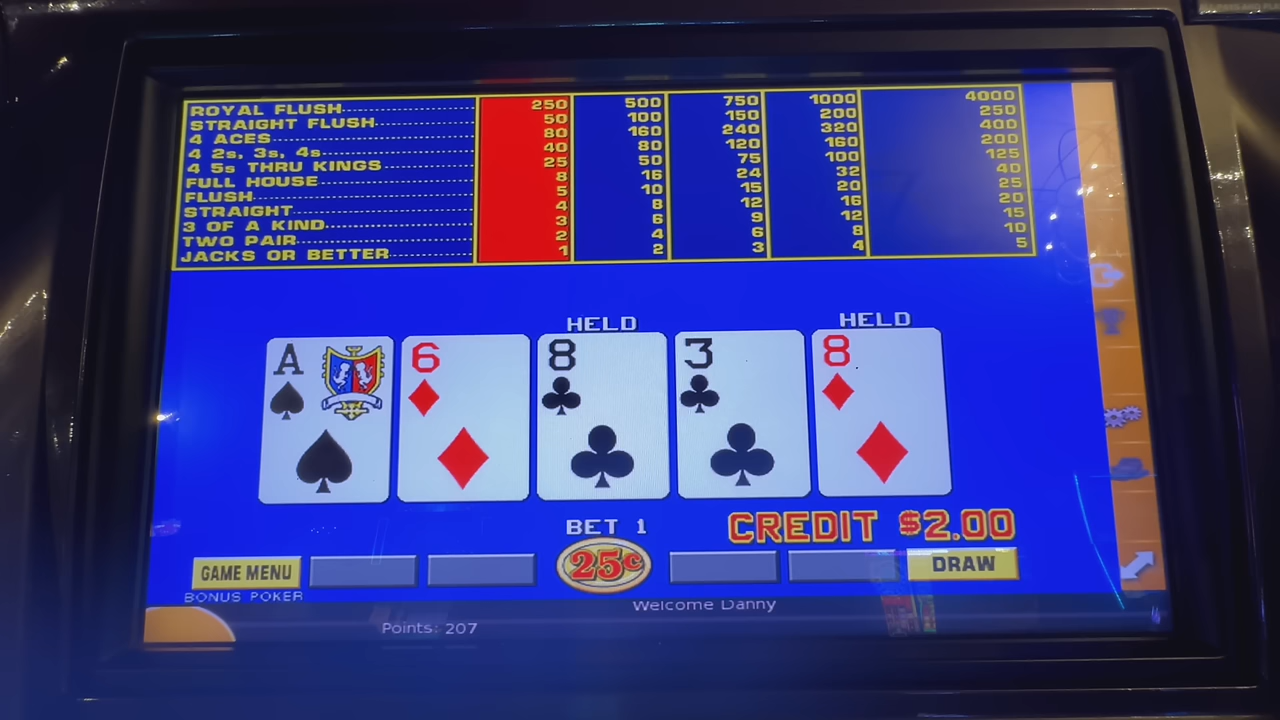 ROYAL FLUSH 250 500 750 1000 4000
STRAIGHT FLUSH 50 100 150 200 250
4 ACES 80 160 240 320 400
4 2s, 3s, 4s 40 80 120 160 200
4 5s THRU KINGS 25 50 75 100 125
FULL HOUSE 8 16 24 32 40
FLUSH 5 10 15 20 25
STRAIGHT 4 8 12 16 20
3 OF A KIND 3 6 9 12 15
TWO PAIR 2 4 6 8 10
JACKS OR BETTER 1 2 3 4 5
HELD HELD
A 6 8 3 8
BET 1 CREDIT $2.00
GAME MENU 25¢ DRAW
BONUS POKER
Welcome Danny
Points: 207